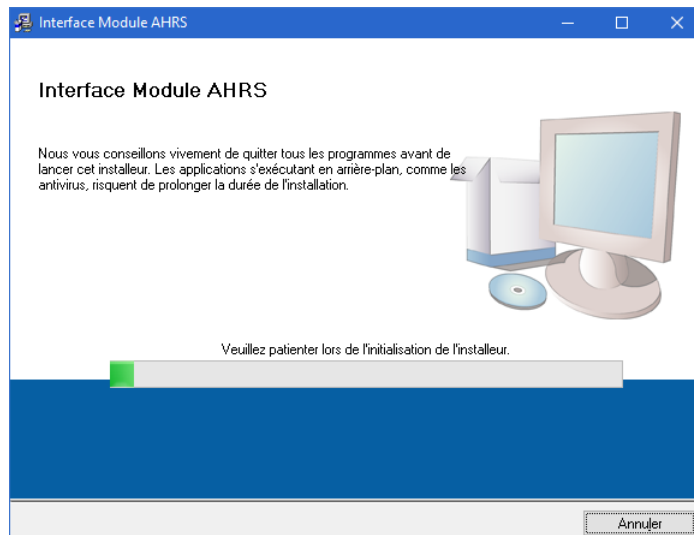 Interface Module AHRS
Interface Module AHRS
Nous vous conseillons vivement de quitter tous les programmes avant de
lancer cet installeur. Les applications s'exécutant en arrière-plan, comme les
antivirus, risquent de prolonger la durée de l'installation.
Veuillez patienter lors de l'initialisation de l'installeur.
Annuler